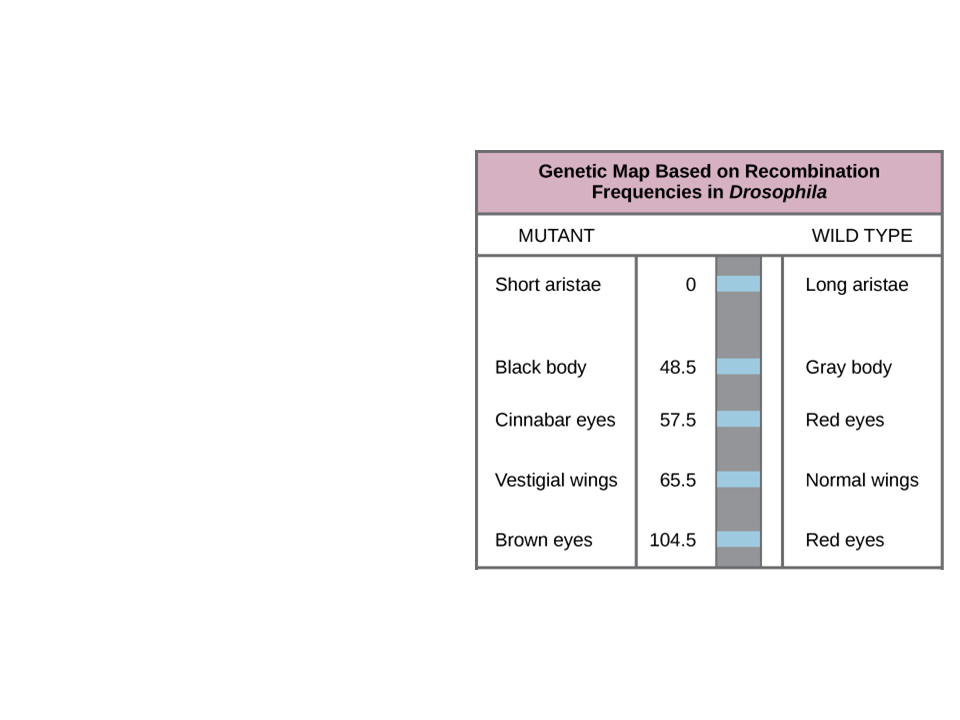 Genetic Map Based on Recombination
Frequencies in Drosophila
MUTANT WILD TYPE
Short aristae 0 Long aristae
Black body 48.5 Gray body
Cinnabar eyes 57.5 Red eyes
Vestigial wings 65.5 Normal wings
Brown eyes 104.5 Red eyes